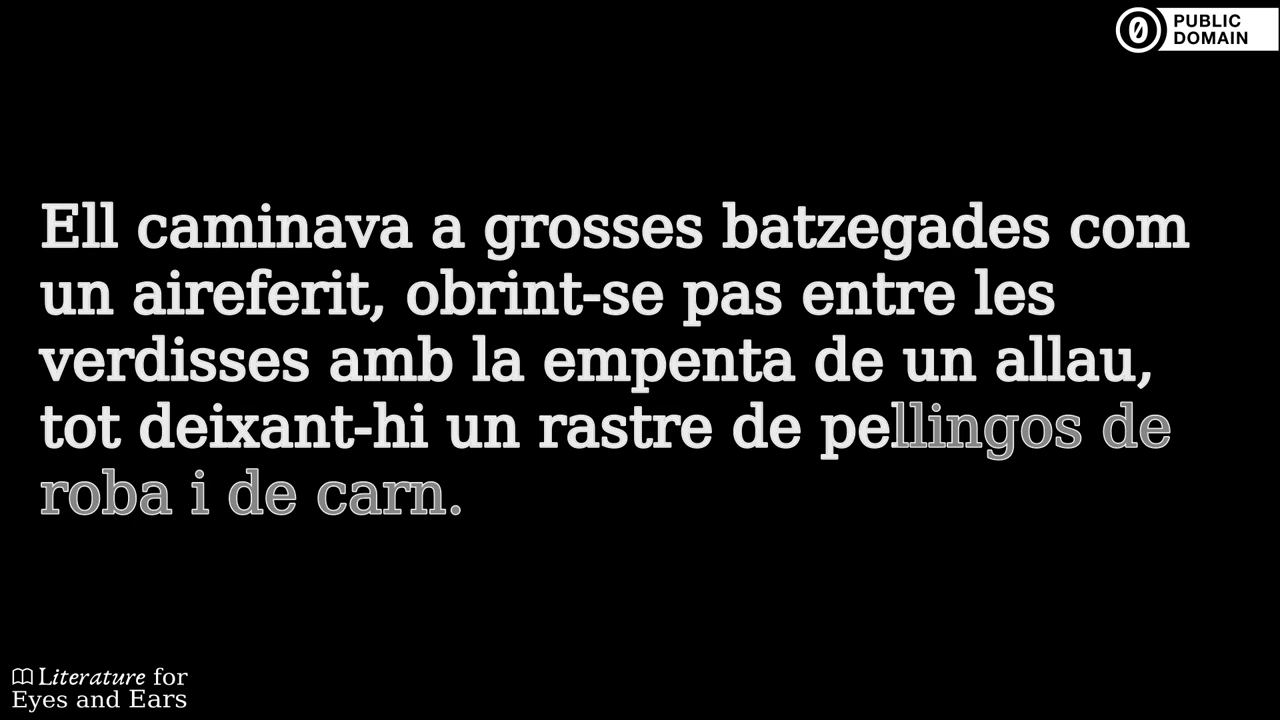 PUBLIC
DOMAIN
Ell caminava a grosses batzegades com
un aireferit, obrint-se pas entre les
verdisses amb la empenta de un allau,
tot deixant-hi un rastre de pellingos de
roba i de carn.
Literature for
Eyes and Ears